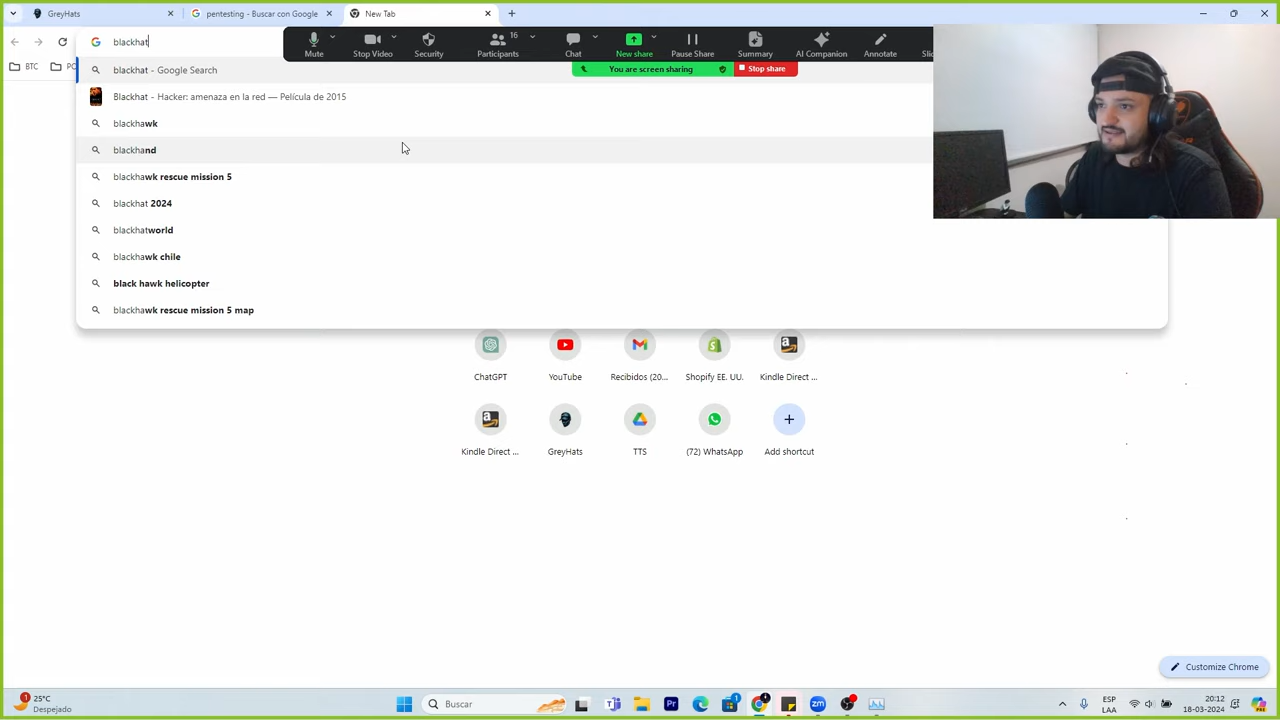 GreyHats
pentesting - Buscar con Google
New Tab
blackhat
Mute
Stop Video
Security
16
Participants
Chat
New share
Pause Share
Summary
AI Companion
Annotate
BTC
You are screen sharing
Stop share
blackhat - Google Search
Blackhat - Hacker: amenaza en la red — Película de 2015
blackhawk
blackhand
blackhawk rescue mission 5
blackhat 2024
blackhatworld
blackhawk chile
black hawk helicopter
blackhawk rescue mission 5 map
ChatGPT
YouTube
Recibidos (20...
Shopify EE. UU.
Kindle Direct ...
Kindle Direct ...
GreyHats
TTS
(72) WhatsApp
Add shortcut
Customize Chrome
1
25°C
Despejado
Buscar
Pr
1
zm
ESP
LAA
20:12
18-03-2024